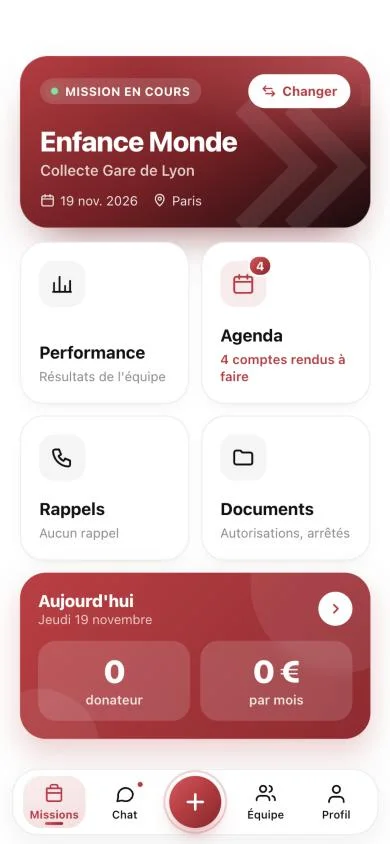 MISSION EN COURS
Changer
Enfance Monde
Collecte Gare de Lyon
19 nov. 2026
Paris
Performance
Résultats de l'équipe
4
Agenda
4 comptes rendus à
faire
Rappels
Aucun rappel
Documents
Autorisations, arrêtés
Aujourd'hui
Jeudi 19 novembre
0
donateur
0 €
par mois
Missions
Chat
Équipe
Profil